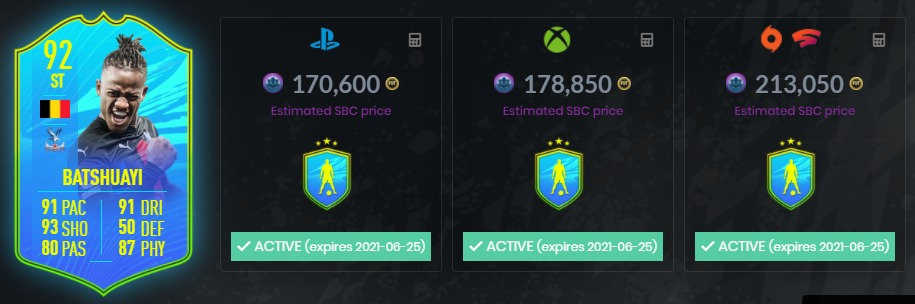 92
ST
BATSHUAYI
91 PAC
93 SHO
80 PAS
91 DRI
50 DEF
87 PHY
170,600
Estimated SBC price
ACTIVE (expires 2021-06-25)
178,850
Estimated SBC price
ACTIVE (expires 2021-06-25)
213,050
Estimated SBC price
ACTIVE (expires 2021-06-25)